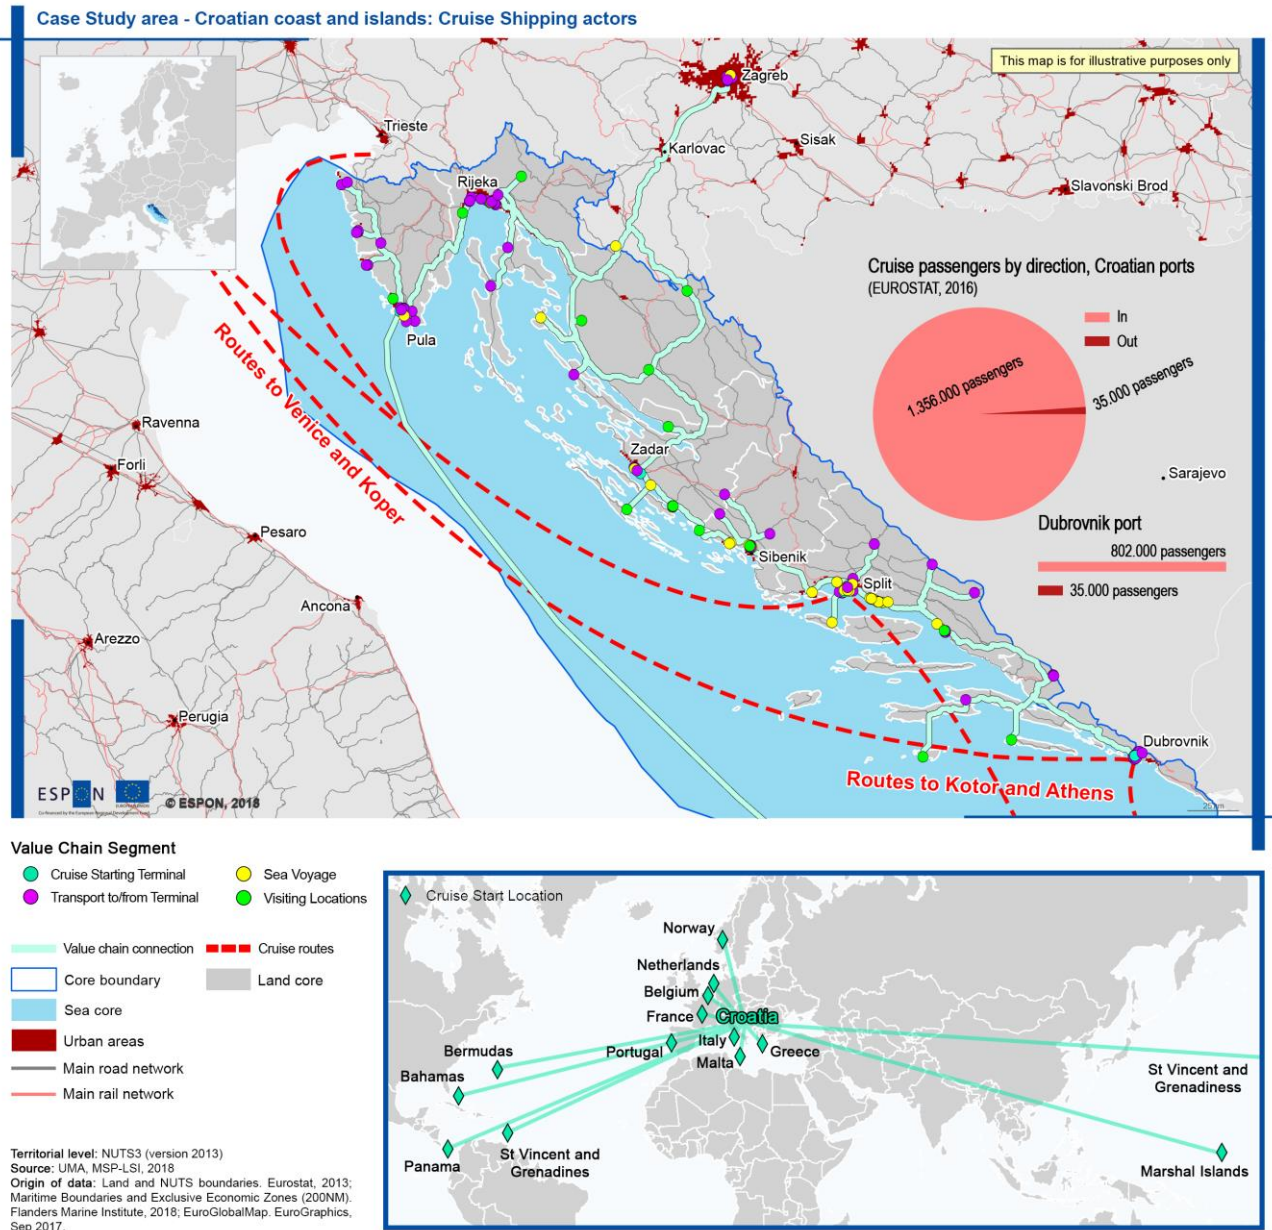 Case Study area - Croatian coast and islands: Cruise Shipping actors
This map is for illustrative purposes only
Zagreb
Trieste
Karlovac
Sisak
Rijeka
Slavonski Brod
Cruise passengers by direction, Croatian ports
(EUROSTAT, 2016)
In
Out
1.356.000 passengers
35.000 passengers
Pula
Routes to Venice and Koper
Ravenna
Forli
Zadar
Sarajevo
Pesaro
Dubrovnik port
802.000 passengers
35.000 passengers
Sibenik
Split
Ancona
Arezzo
Perugia
Dubrovnik
Routes to Kotor and Athens
ESPON
© ESPON, 2018
Co-financed by the European Regional Development Fund
Value Chain Segment
Cruise Starting Terminal
Sea Voyage
Transport to/from Terminal
Visiting Locations
Value chain connection
Cruise routes
Core boundary
Land core
Sea core
Urban areas
Main road network
Main rail network
Territorial level: NUTS3 (version 2013)
Source: UMA, MSP-LSI, 2018
Origin of data: Land and NUTS boundaries. Eurostat, 2013;
Maritime Boundaries and Exclusive Economic Zones (200NM).
Flanders Marine Institute, 2018; EuroGlobalMap. EuroGraphics,
Sep 2017.
Cruise Start Location
Norway
Netherlands
Belgium
France
Croatia
Italy
Portugal
Malta
Greece
Bermudas
Bahamas
St Vincent and
Grenadiness
Panama
St Vincent and
Grenadines
Marshal Islands